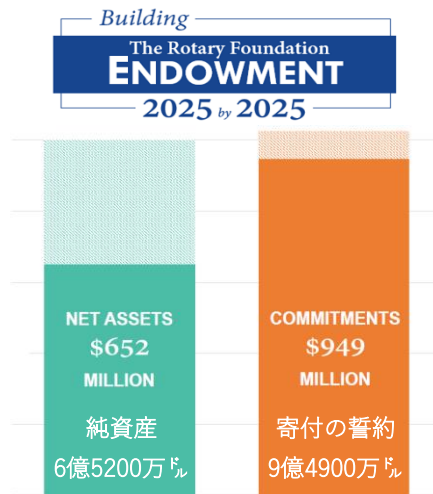 Building
The Rotary Foundation
ENDOWMENT
2025 by 2025
NET ASSETS
$652
MILLION
純資産
6億5200万㌦
COMMITMENTS
$949
MILLION
寄付の誓約
9億4900万㌦